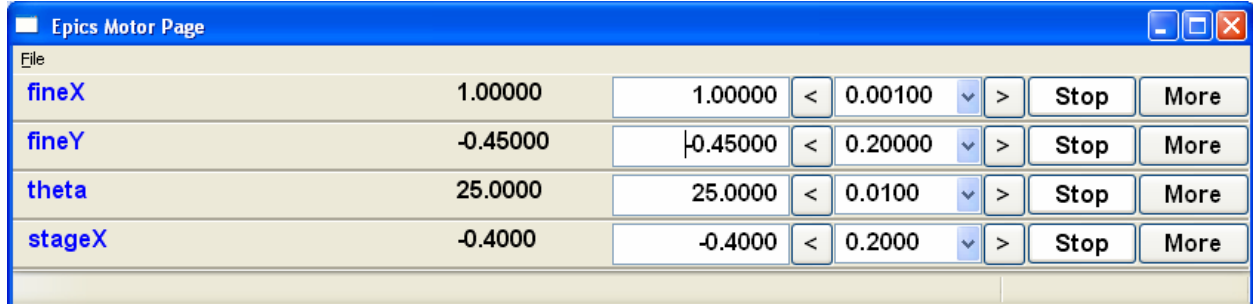 Epics Motor Page
File
fineX 1.00000 1.00000 < 0.00100 > Stop More
fineY -0.45000 -0.45000 < 0.20000 > Stop More
theta 25.0000 25.0000 < 0.0100 > Stop More
stageX -0.4000 -0.4000 < 0.2000 > Stop More